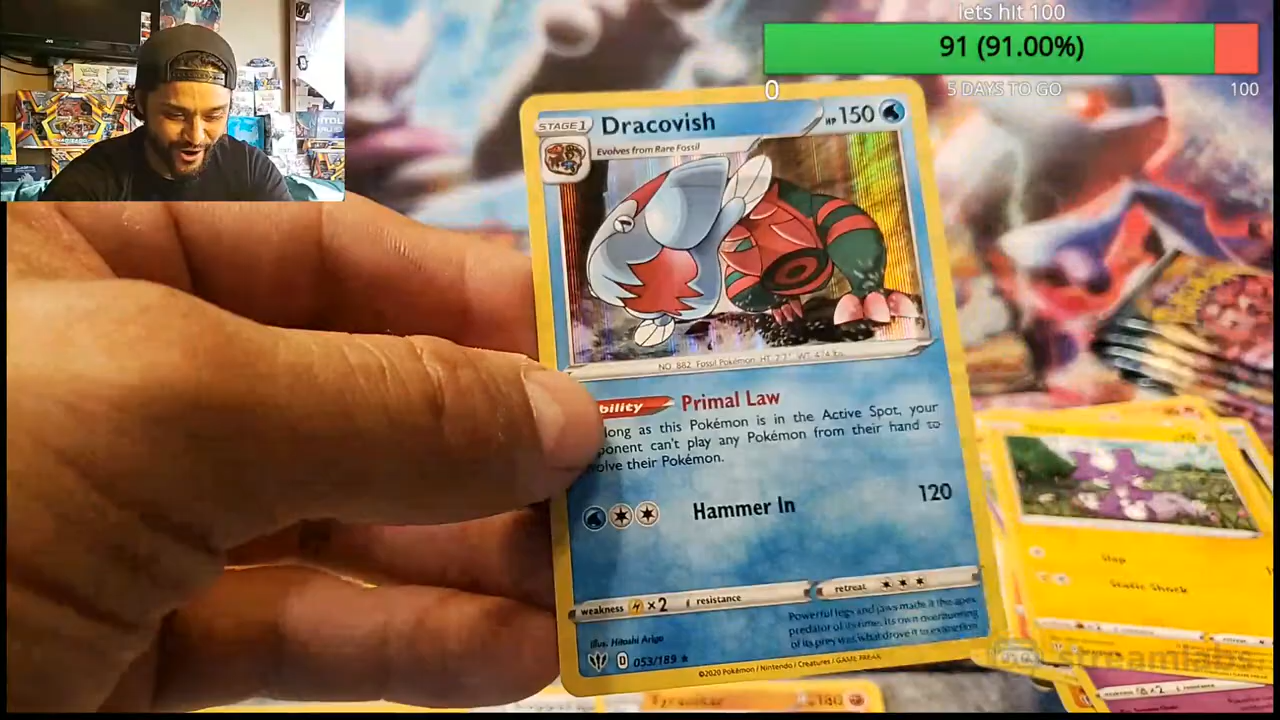 lets hit 100
91 (91.00%)
0
5 DAYS TO GO
100
STAGE 1
Dracovish
HP 150
Evolves from Rare Fossil
NO. 882 Fossil Pokémon HT: 7'7" WT:
bility
Primal Law
long as this Pokémon is in the Active Spot, your
ponent can't play any Pokémon from their hand to
olve their Pokémon.
Hammer In
120
weakness ×2
resistance
retreat
Powerful legs and jaws made it the apex
predator of its time. Its own overhunting
of its prey was what drove it to extinction
Illus. Hitoshi Ariga
D 053/189
©2020 Pokémon / Nintendo / Creatures / GAME FREAK
Slap
Static Shock
streamlabs
180